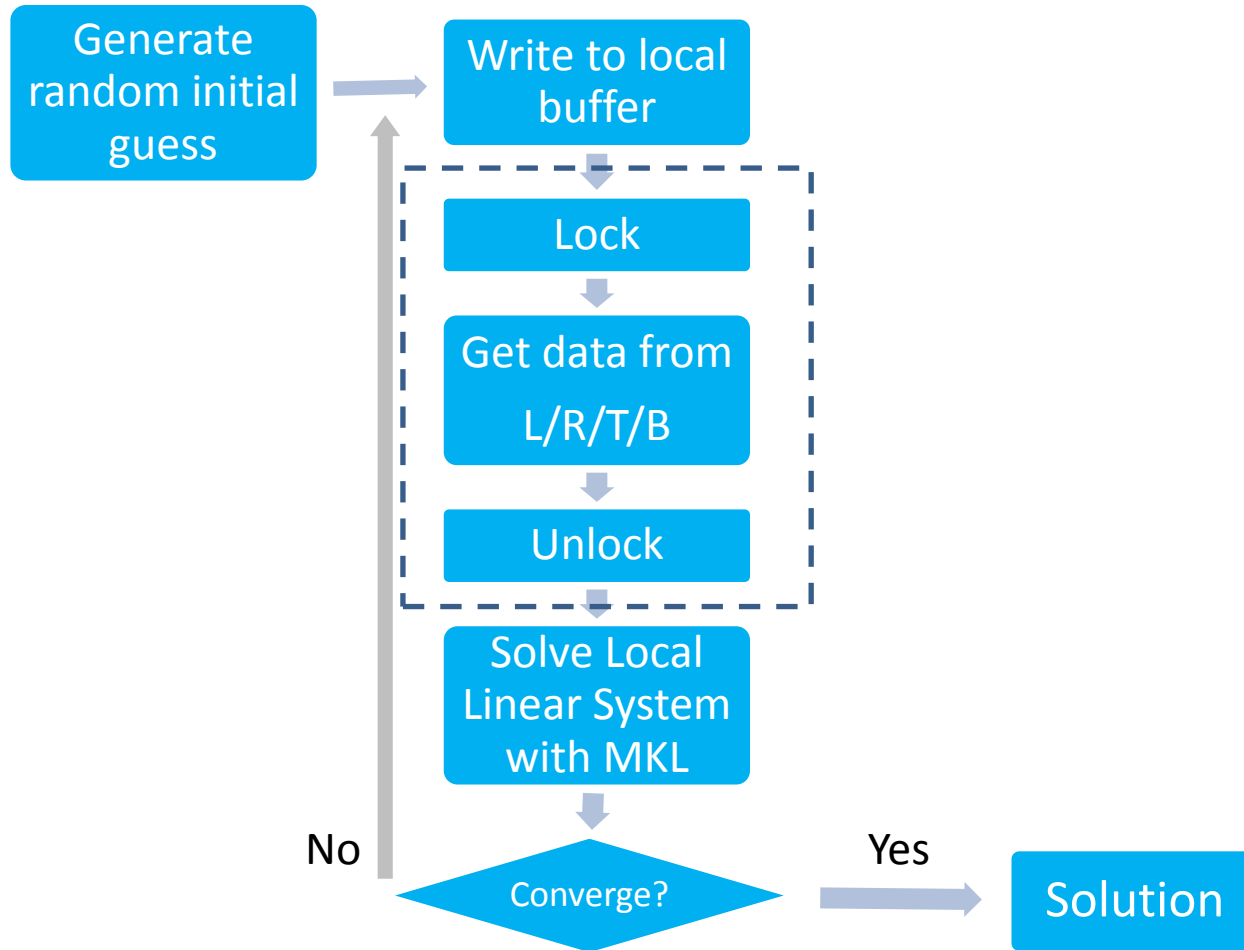 Generate
random initial
guess
Write to local
buffer
Lock
Get data from
L/R/T/B
Unlock
Solve Local
Linear System
with MKL
No
Converge?
Yes
Solution